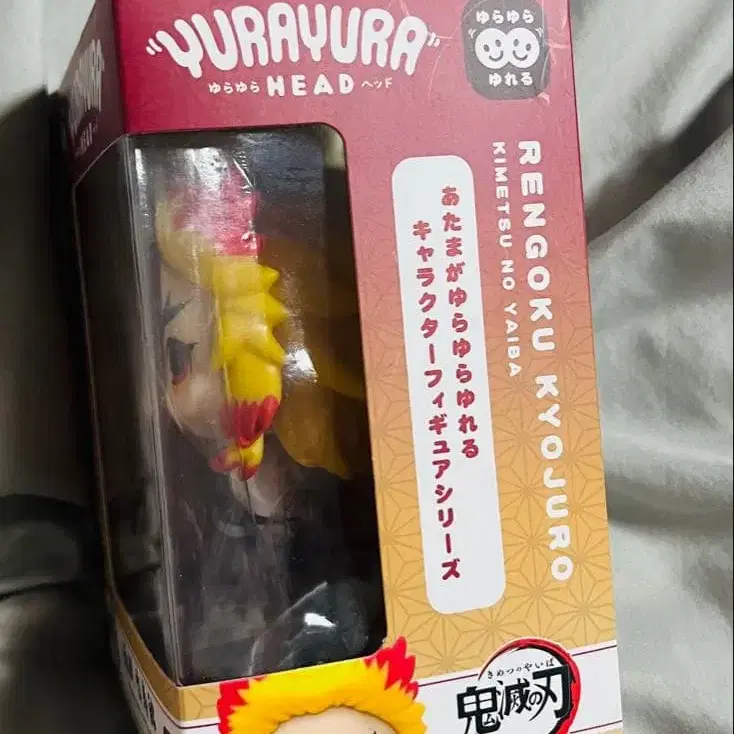 "YURAYURA"
ゆらゆら HEAD ヘッド
ゆらゆら
ゆれる
RENGOKU KYOJURO
KIMETSU NO YAIBA
あたまがゆらゆらゆれる
キャラクターフィギュアシリーズ
きめつのやいば
鬼滅の刃